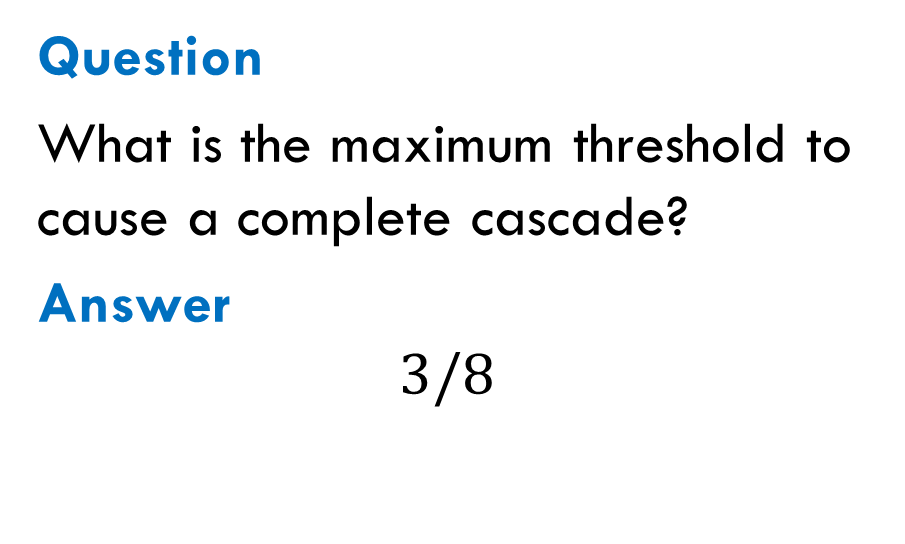 Question
What is the maximum threshold to
cause a complete cascade?
Answer
3/8